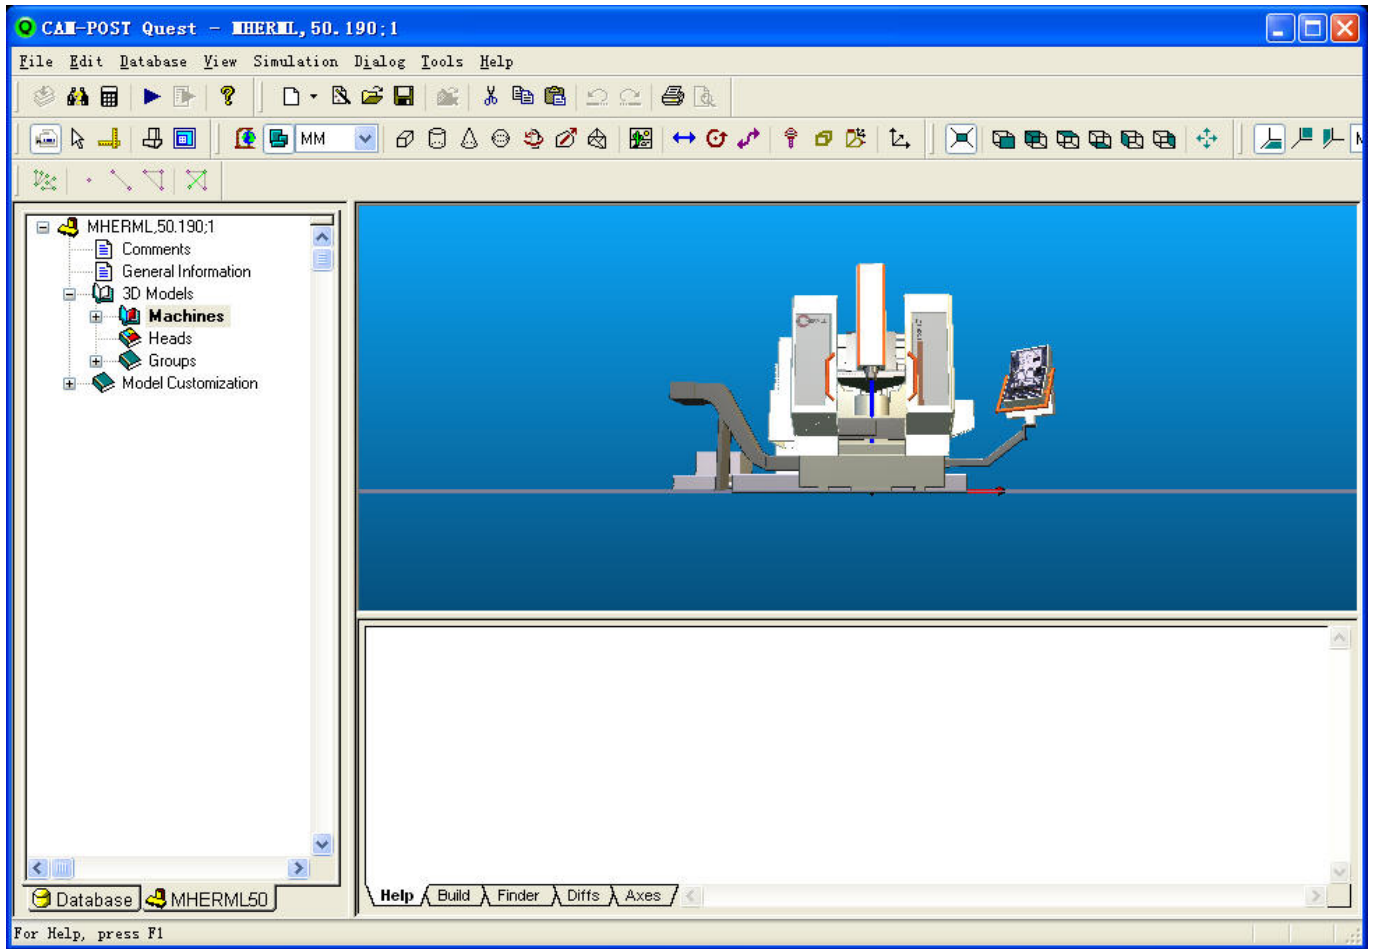 CAM-POST Quest - MHERML,50.190;1
File Edit Database View Simulation Dialog Tools Help
MM
MHERML,50.190;1
Comments
General Information
3D Models
Machines
Heads
Groups
Model Customization
Database MHERML50
Help Build Finder Diffs Axes
For Help, press F1